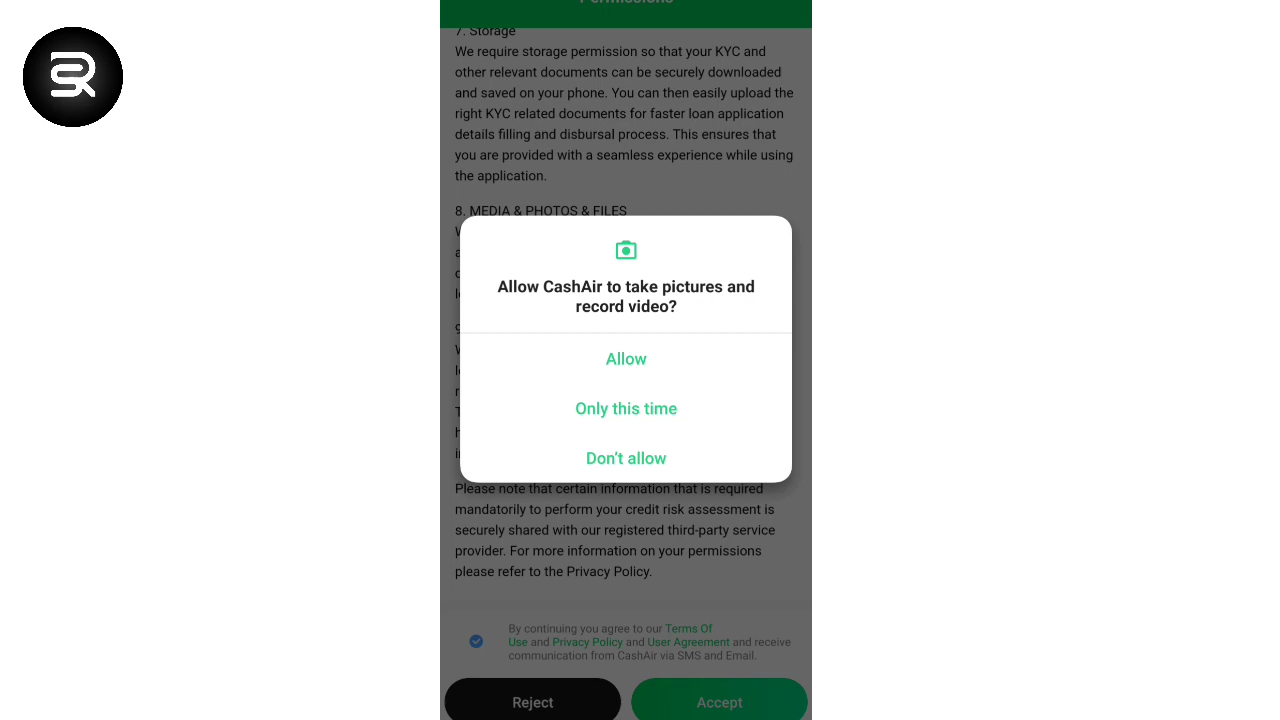 Permissions
7. Storage
We require storage permission so that your KYC and
other relevant documents can be securely downloaded
and saved on your phone. You can then easily upload the
right KYC related documents for faster loan application
details filling and disbursal process. This ensures that
you are provided with a seamless experience while using
the application.
8. MEDIA & PHOTOS & FILES
Allow CashAir to take pictures and
record video?
Allow
Only this time
Don't allow
Please note that certain information that is required
mandatorily to perform your credit risk assessment is
securely shared with our registered third-party service
provider. For more information on your permissions
please refer to the Privacy Policy.
By continuing you agree to our Terms Of
Use and Privacy Policy and User Agreement and receive
communication from CashAir via SMS and Email.
Reject
Accept